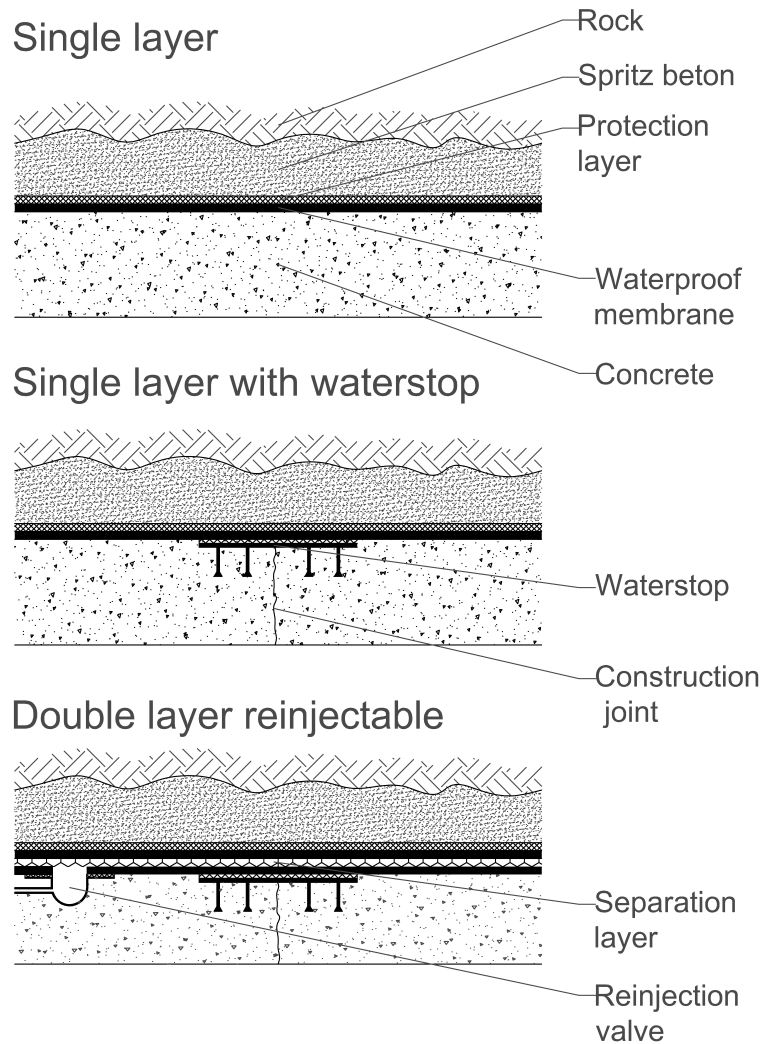 Single layer
Rock
Spritz beton
Protection
layer
Waterproof
membrane
Concrete
Single layer with waterstop
Waterstop
Construction
joint
Double layer reinjectable
Separation
layer
Reinjection
valve